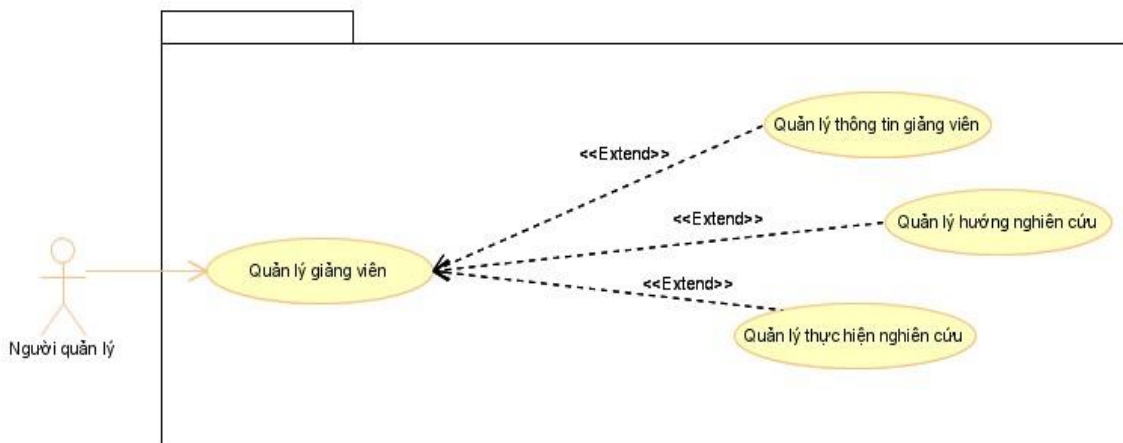 Quản lý thông tin giảng viên
<<Extend>>
<<Extend>>
Quản lý hướng nghiên cứu
Quản lý giảng viên
<<Extend>>
Quản lý thực hiện nghiên cứu
Người quản lý